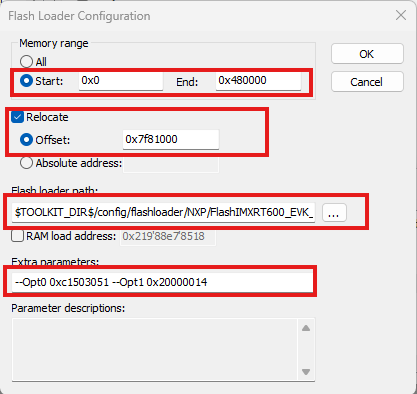 Flash Loader Configuration
Memory range
All
Start: 0x0 End: 0x480000
OK
Cancel
Relocate
Offset: 0x7f81000
Absolute address:
Flash loader path:
$TOOLKIT_DIR$/config/flashloader/NXP/FlashIMXRT600_EVK_ ...
RAM load address: 0x219'88e7'8518
Extra parameters:
--Opt0 0xc1503051 --Opt1 0x20000014
Parameter descriptions: